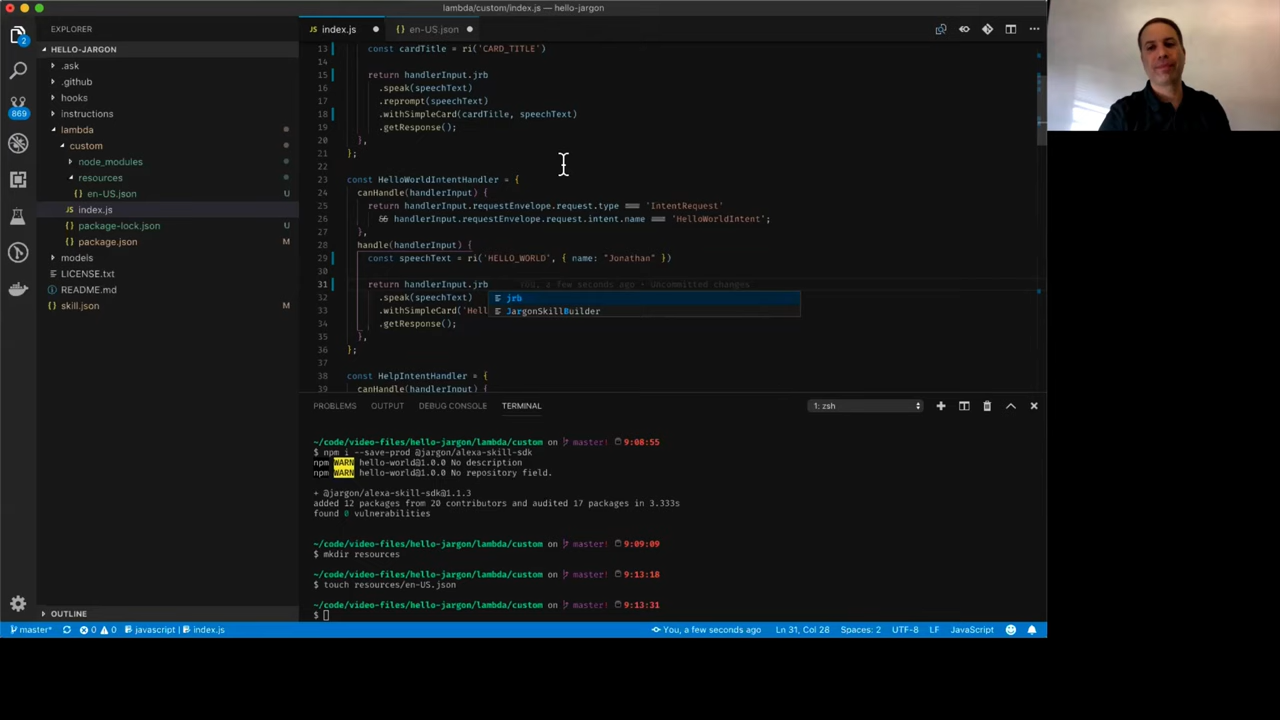 lambda/custom/index.js — hello-jargon
EXPLORER
HELLO-JARGON
.ask
.github
hooks
instructions
lambda
custom
node_modules
resources
en-US.json U
index.js
package-lock.json U
package.json M
models
LICENSE.txt
README.md
skill.json
OUTLINE
2
869
index.js
en-US.json
13 const cardTitle = ri('CARD_TITLE')
15 return handlerInput.jrb
16 .speak(speechText)
17 .reprompt(speechText)
18 .withSimpleCard(cardTitle, speechText)
19 .getResponse();
20 },
21 };
22
23 const HelloWorldIntentHandler = {
24 canHandle(handlerInput) {
25 return handlerInput.requestEnvelope.request.type === 'IntentRequest'
26 && handlerInput.requestEnvelope.request.intent.name === 'HelloWorldIntent';
27 },
28 handle(handlerInput) {
29 const speechText = ri('HELLO_WORLD', { name: "Jonathan" })
30
31 return handlerInput.jrb You, a few seconds ago • Uncommitted changes
32 .speak(speechText) jrb
33 .withSimpleCard('Hell JargonSkillBuilder
34 .getResponse();
35 },
36 };
37
38 const HelpIntentHandler = {
39 canHandle(handlerInput) {
PROBLEMS OUTPUT DEBUG CONSOLE TERMINAL 1: zsh
~/code/video-files/hello-jargon/lambda/custom on master! 9:08:55
$ npm i --save-prod @jargon/alexa-skill-sdk
npm WARN hello-world@1.0.0 No description
npm WARN hello-world@1.0.0 No repository field.
+ @jargon/alexa-skill-sdk@1.1.3
added 12 packages from 20 contributors and audited 17 packages in 3.333s
found 0 vulnerabilities
~/code/video-files/hello-jargon/lambda/custom on master! 9:09:09
$ mkdir resources
~/code/video-files/hello-jargon/lambda/custom on master! 9:13:18
$ touch resources/en-US.json
~/code/video-files/hello-jargon/lambda/custom on master! 9:13:31
$
master* 0 0 javascript | index.js You, a few seconds ago Ln 31, Col 28 Spaces: 2 UTF-8 LF JavaScript